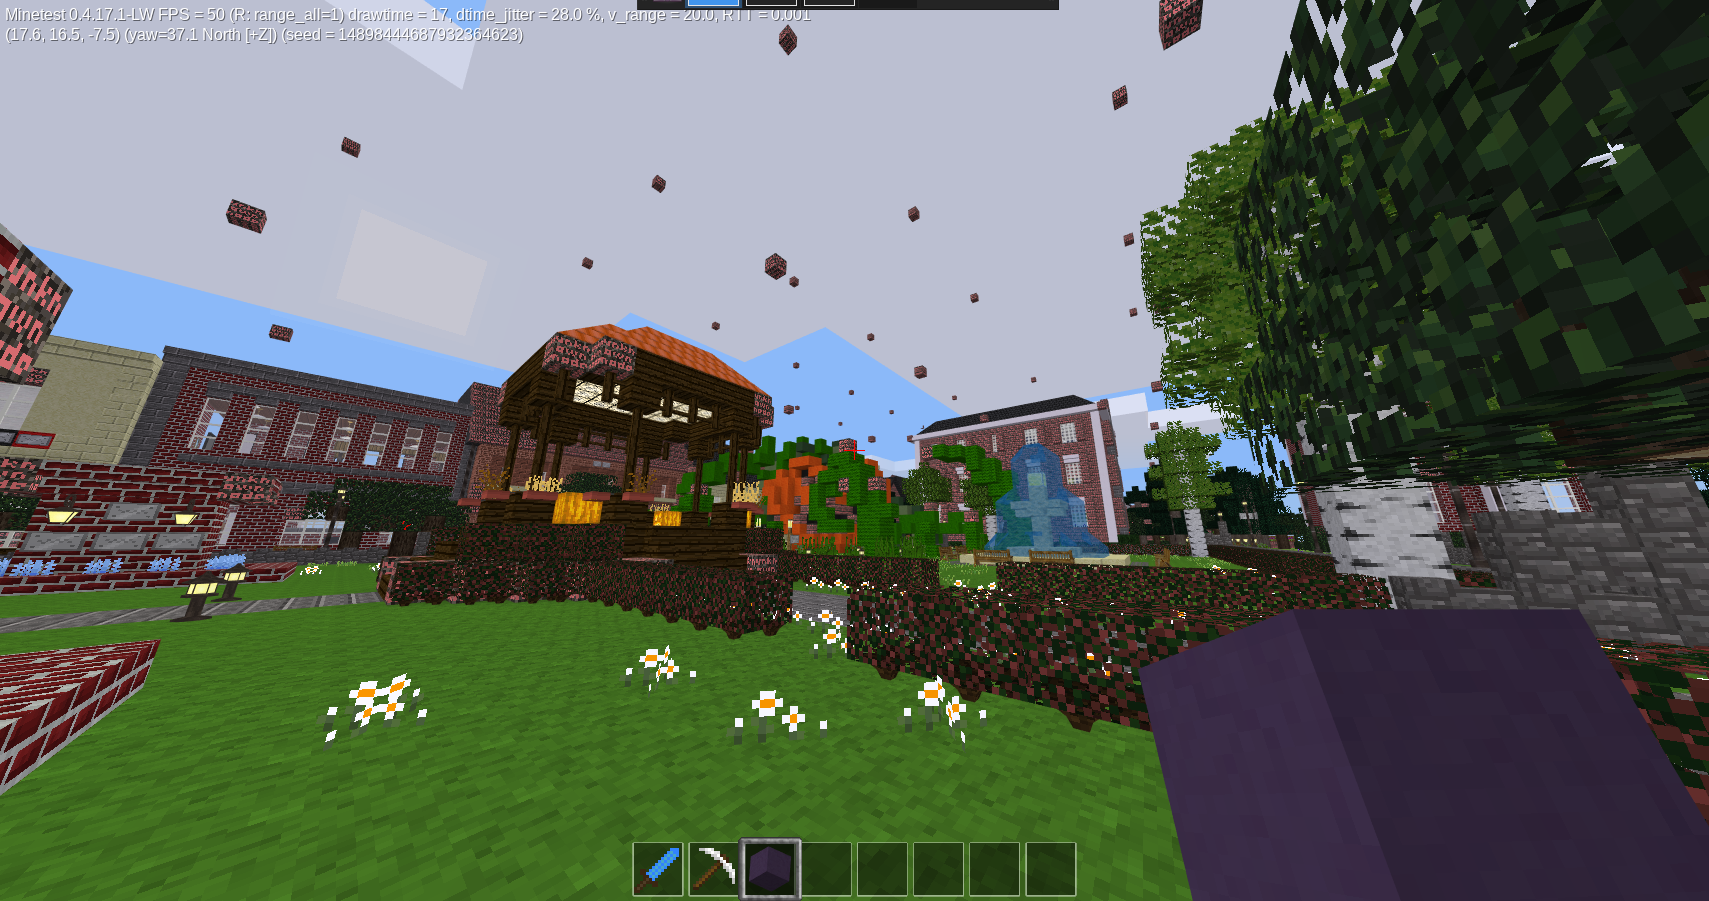 Minetest 0.4.17.1-LW FPS = 50 (R: range_all=1) drawtime = 17, dtime_jitter = 28.0 %, v_range = 20.0, RTT = 0.001
(17.6, 16.5, -7.5) (yaw=37.1 North [+Z]) (seed = 14898444687932364623)